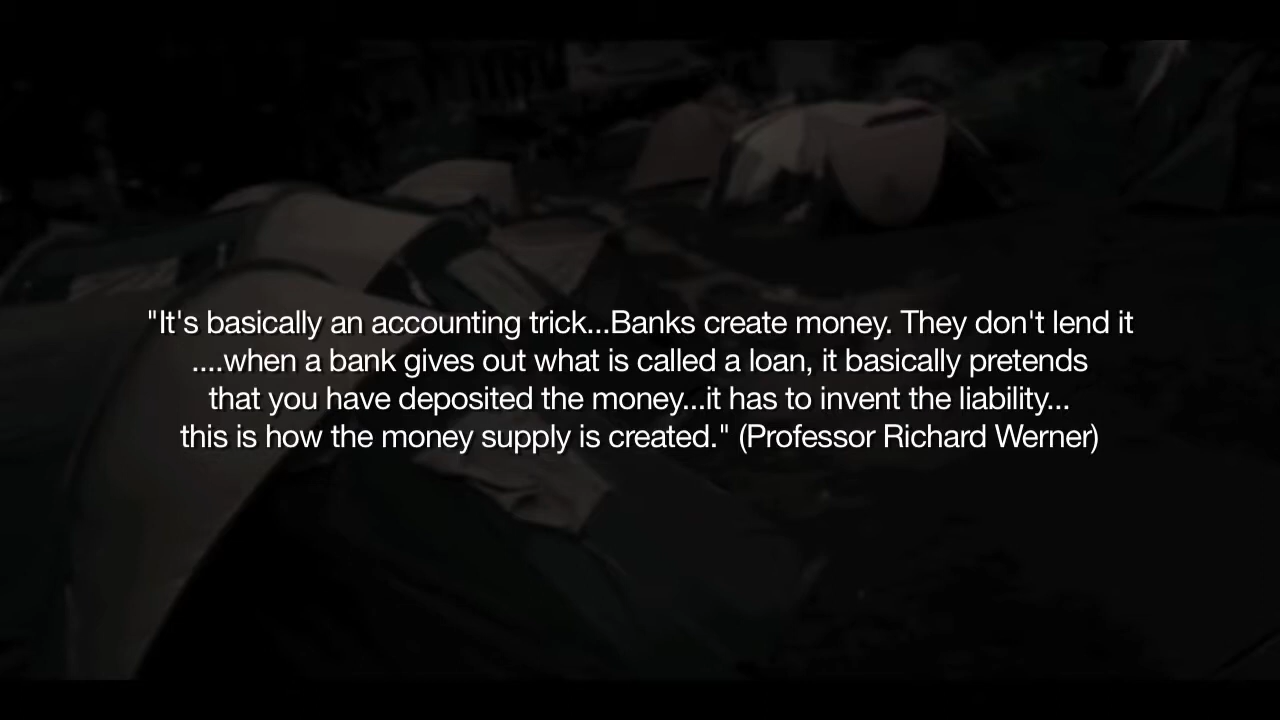 "It's basically an accounting trick...Banks create money. They don't lend it
....when a bank gives out what is called a loan, it basically pretends
that you have deposited the money...it has to invent the liability...
this is how the money supply is created." (Professor Richard Werner)